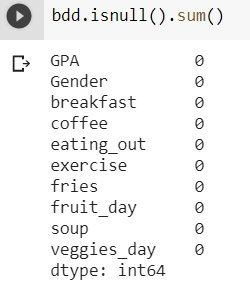 bdd.isnull().sum()
GPA 0
Gender 0
breakfast 0
coffee 0
eating_out 0
exercise 0
fries 0
fruit_day 0
soup 0
veggies_day 0
dtype: int64